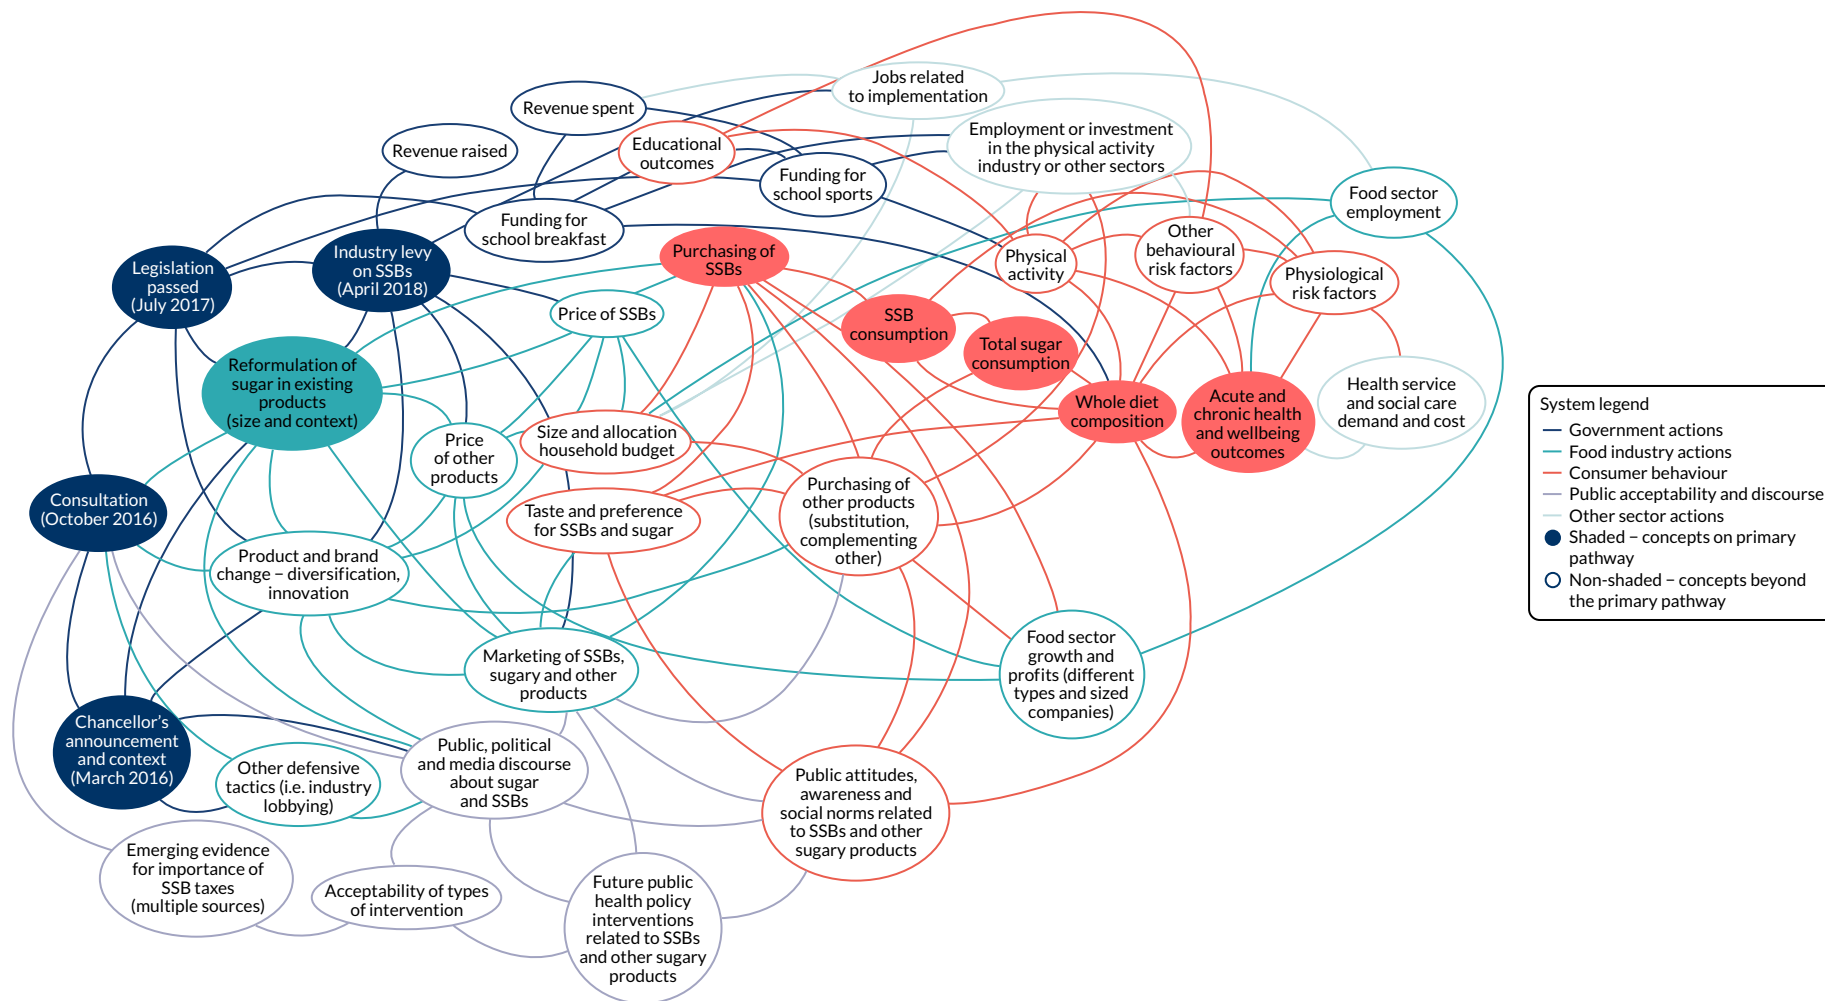 Jobs related
to implementation
Revenue spent
Employment or investment
in the physical activity
industry or other sectors
Revenue raised
Educational
outcomes
Funding for
school sports
Food sector
employment
Funding for
school breakfast
Other
behavioural
risk factors
Purchasing of
SSBs
Physical
activity
Industry levy
on SSBs
(April 2018)
Legislation
passed
(July 2017)
Physiological
risk factors
Price of SSBs
SSB
consumption
Total sugar
consumption
Reformulation of
sugar in existing
products
(size and context)
Whole diet
composition
Acute and
chronic health
and wellbeing
outcomes
Health service
and social care
demand and cost
System legend
Government actions
Food industry actions
Consumer behaviour
Public acceptability and discourse
Other sector actions
Shaded – concepts on primary
pathway
Non-shaded – concepts beyond
the primary pathway
Price
of other
products
Size and allocation
household budget
Consultation
(October 2016)
Taste and preference
for SSBs and sugar
Purchasing of
other products
(substitution,
complementing
other)
Product and brand
change – diversification,
innovation
Marketing of SSBs,
sugary and other
products
Food sector
growth and
profits (different
types and sized
companies)
Chancellor’s
announcement
and context
(March 2016)
Other defensive
tactics (i.e. industry
lobbying)
Public, political
and media discourse
about sugar
and SSBs
Public attitudes,
awareness and
social norms related
to SSBs and other
sugary products
Emerging evidence
for importance of
SSB taxes
(multiple sources)
Acceptability of types
of intervention
Future public
health policy
interventions
related to SSBs
and other sugary
products